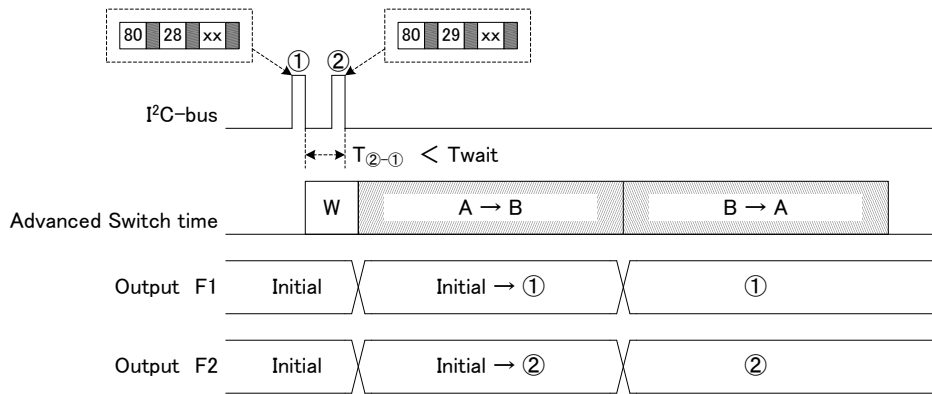 80 28 xx 80 29 xx
① ②
I²C-bus
T②-① < Twait
Advanced Switch time W A → B B → A
Output F1 Initial Initial → ① ①
Output F2 Initial Initial → ② ②